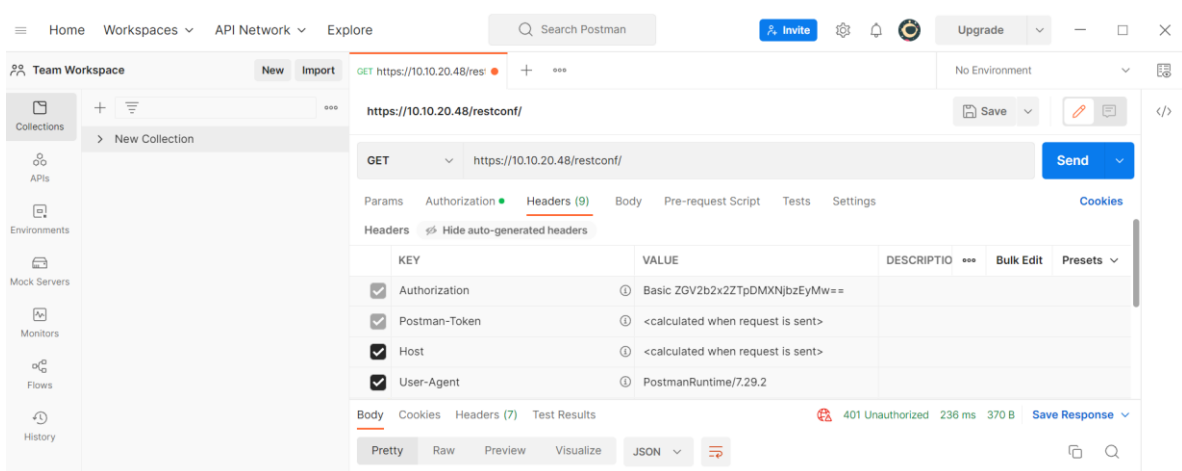 Home Workspaces API Network Explore Search Postman Invite Upgrade
Team Workspace New Import GET https://10.10.20.48/rest No Environment
Collections
APIs
Environments
Mock Servers
Monitors
Flows
History
New Collection
https://10.10.20.48/restconf/ Save
GET https://10.10.20.48/restconf/ Send
Params Authorization Headers (9) Body Pre-request Script Tests Settings Cookies
Headers Hide auto-generated headers
KEY VALUE DESCRIPTIO Bulk Edit Presets
Authorization Basic ZGV2b2x2ZTpDMXNjbzEyMw==
Postman-Token <calculated when request is sent>
Host <calculated when request is sent>
User-Agent PostmanRuntime/7.29.2
Body Cookies Headers (7) Test Results 401 Unauthorized 236 ms 370 B Save Response
Pretty Raw Preview Visualize JSON